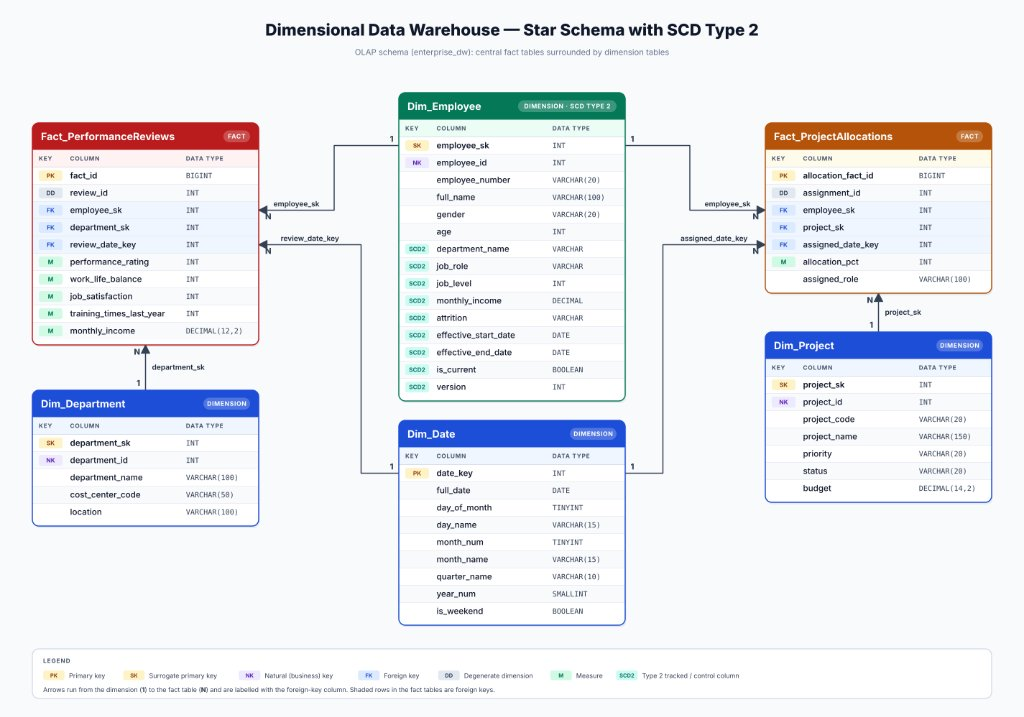 Dimensional Data Warehouse — Star Schema with SCD Type 2
OLAP schema (enterprise_dw): central fact tables surrounded by dimension tables
Fact_PerformanceReviews FACT
KEY COLUMN DATA TYPE
PK fact_id BIGINT
DD review_id INT
FK employee_sk INT
FK department_sk INT
FK review_date_key INT
M performance_rating INT
M work_life_balance INT
M job_satisfaction INT
M training_times_last_year INT
M monthly_income DECIMAL(12,2)
N
department_sk
1
Dim_Department DIMENSION
KEY COLUMN DATA TYPE
SK department_sk INT
NK department_id INT
department_name VARCHAR(100)
cost_center_code VARCHAR(50)
location VARCHAR(100)
1
employee_sk
N
review_date_key
N
1
Dim_Employee DIMENSION · SCD TYPE 2
KEY COLUMN DATA TYPE
SK employee_sk INT
NK employee_id INT
employee_number VARCHAR(20)
full_name VARCHAR(100)
gender VARCHAR(20)
age INT
SCD2 department_name VARCHAR
SCD2 job_role VARCHAR
SCD2 job_level INT
SCD2 monthly_income DECIMAL
SCD2 attrition VARCHAR
SCD2 effective_start_date DATE
SCD2 effective_end_date DATE
SCD2 is_current BOOLEAN
SCD2 version INT
Dim_Date DIMENSION
KEY COLUMN DATA TYPE
PK date_key INT
full_date DATE
day_of_month TINYINT
day_name VARCHAR(15)
month_num TINYINT
month_name VARCHAR(15)
quarter_name VARCHAR(10)
year_num SMALLINT
is_weekend BOOLEAN
1
employee_sk
N
assigned_date_key
N
1
Fact_ProjectAllocations FACT
KEY COLUMN DATA TYPE
PK allocation_fact_id BIGINT
DD assignment_id INT
FK employee_sk INT
FK project_sk INT
FK assigned_date_key INT
M allocation_pct INT
assigned_role VARCHAR(100)
N
project_sk
1
Dim_Project DIMENSION
KEY COLUMN DATA TYPE
SK project_sk INT
NK project_id INT
project_code VARCHAR(20)
project_name VARCHAR(150)
priority VARCHAR(20)
status VARCHAR(20)
budget DECIMAL(14,2)
LEGEND
PK Primary key SK Surrogate primary key NK Natural (business) key FK Foreign key DD Degenerate dimension M Measure SCD2 Type 2 tracked / control column
Arrows run from the dimension (1) to the fact table (N) and are labelled with the foreign-key column. Shaded rows in the fact tables are foreign keys.